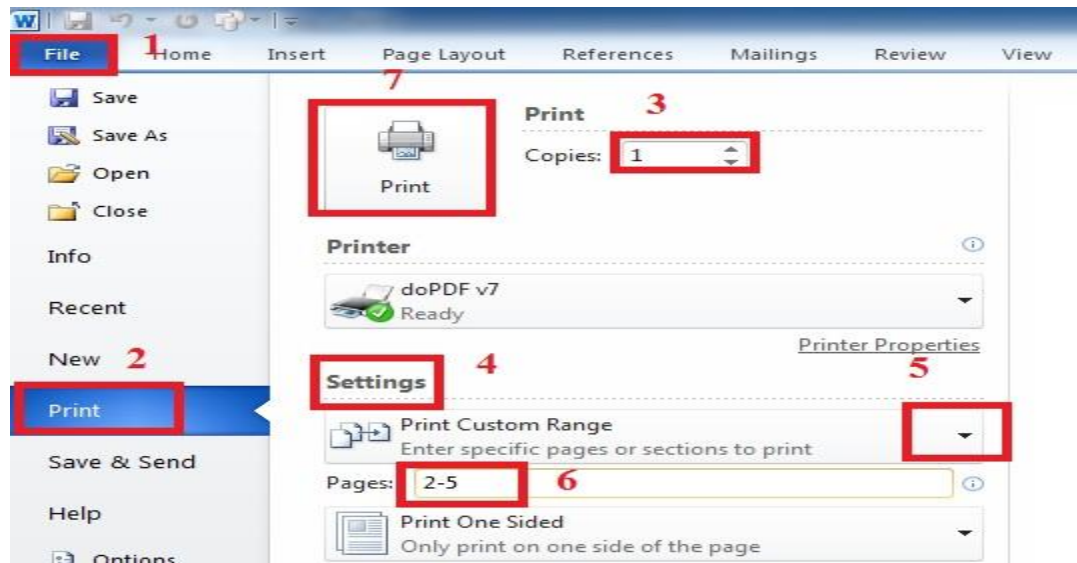 W
File 1 Home Insert Page Layout References Mailings Review View
Save
Save As
Open
Close
Info
Recent
New 2
Print
Save & Send
Help
Options
7
Print
Print 3
Copies: 1
Printer
doPDF v7
Ready
Printer Properties
Settings 4
5
Print Custom Range
Enter specific pages or sections to print
Pages: 2-5 6
Print One Sided
Only print on one side of the page